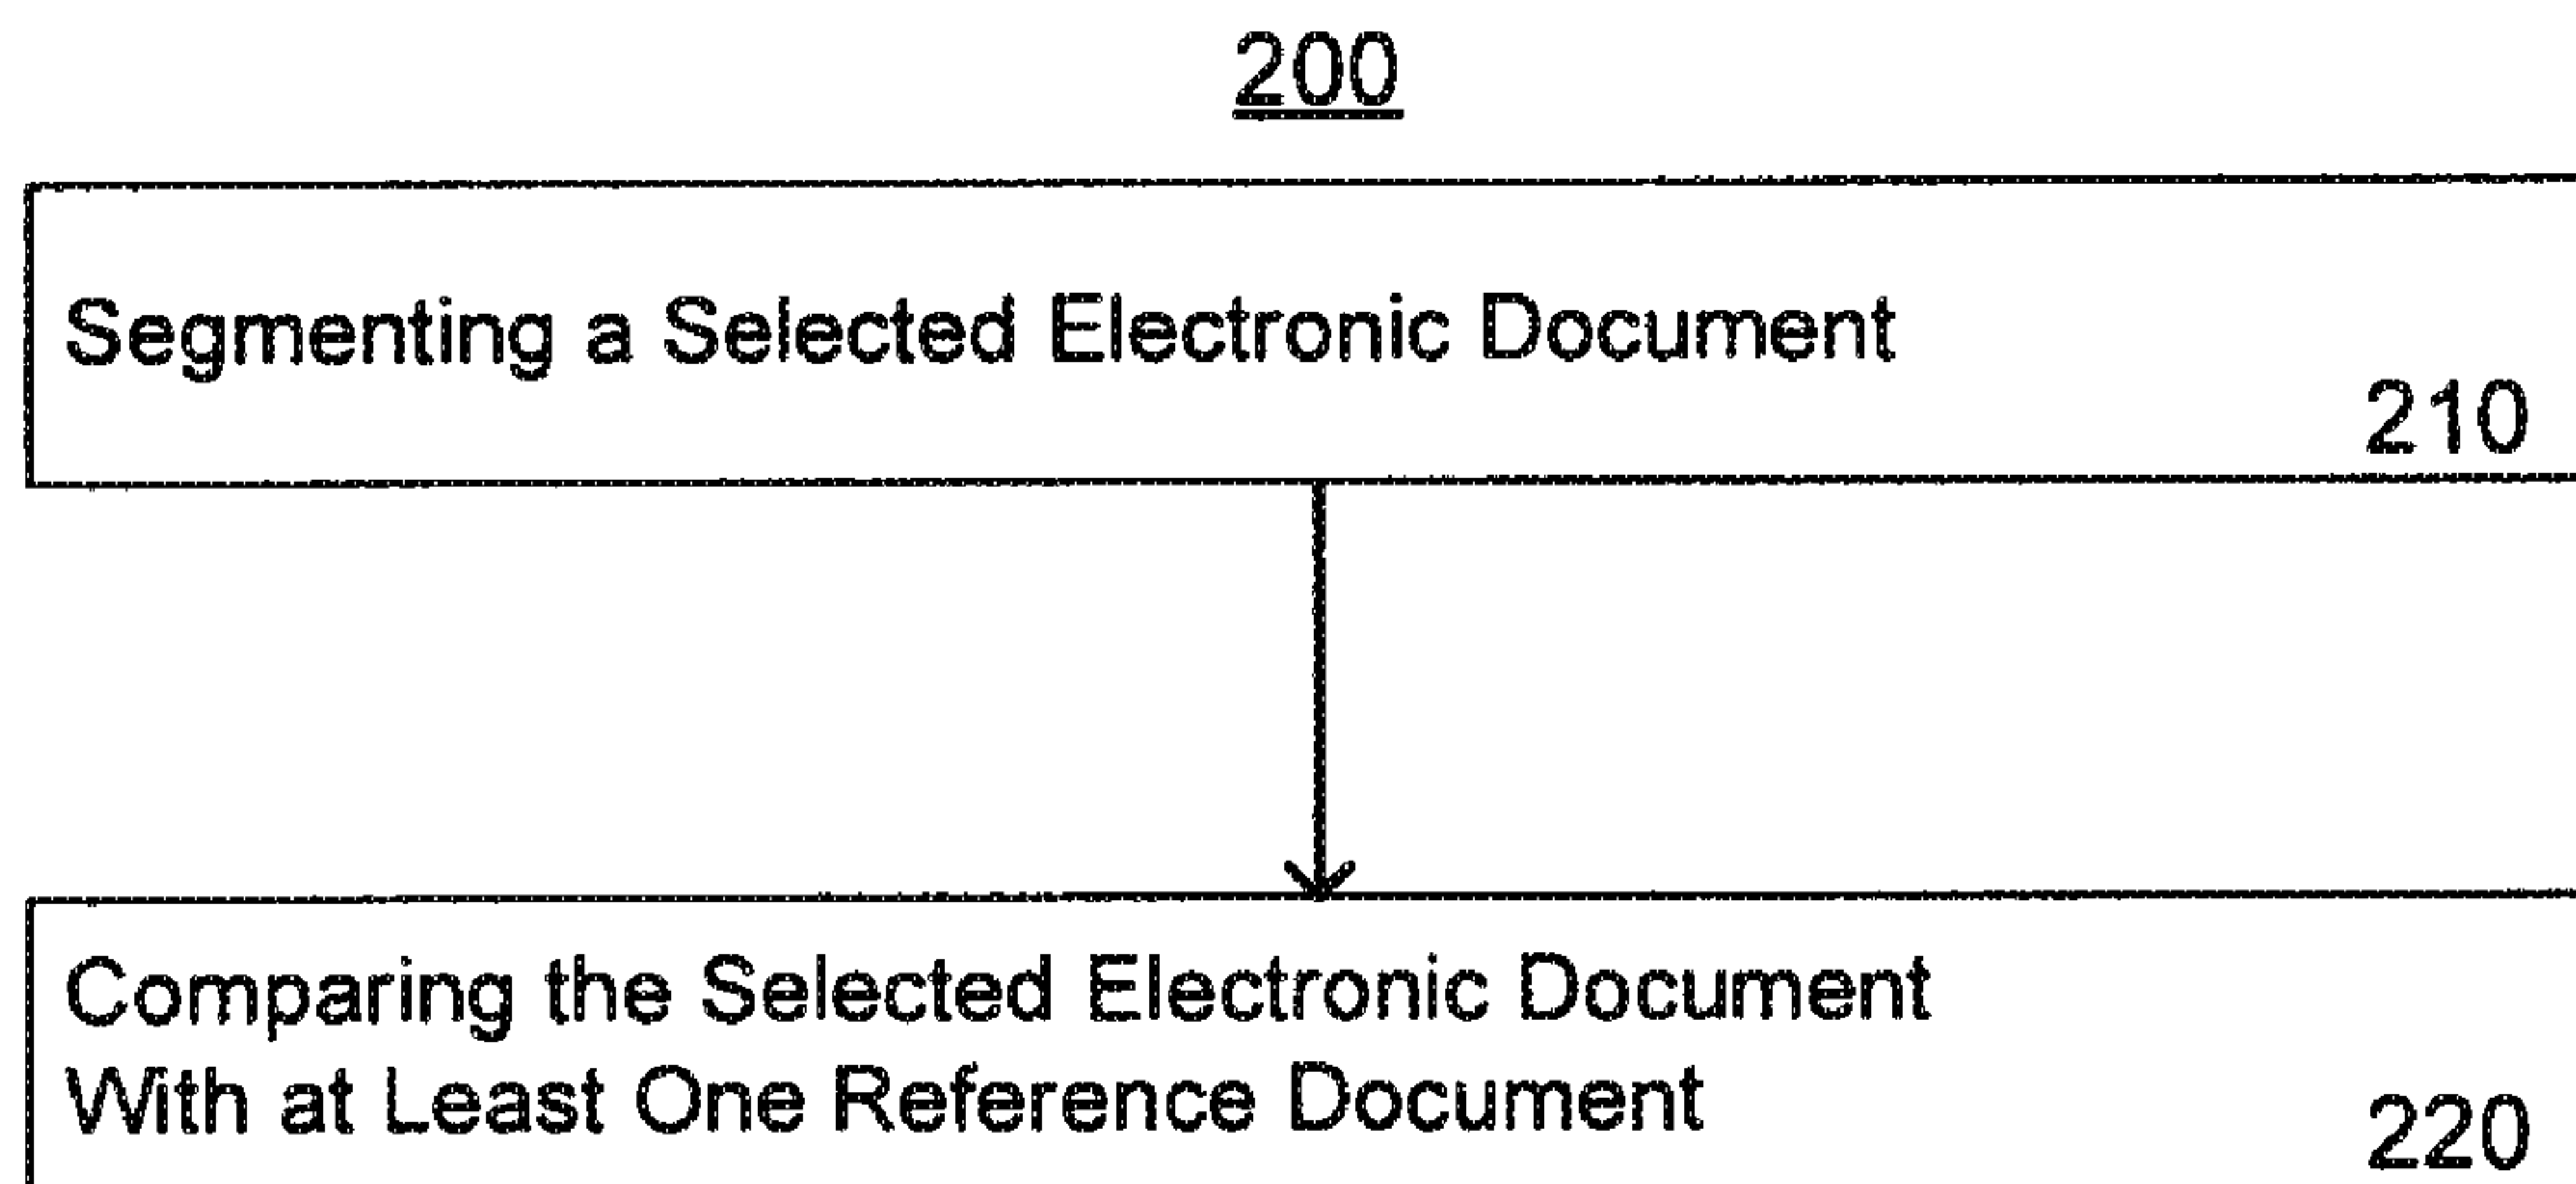 200
Segmenting a Selected Electronic Document
210
Comparing the Selected Electronic Document
With at Least One Reference Document
220